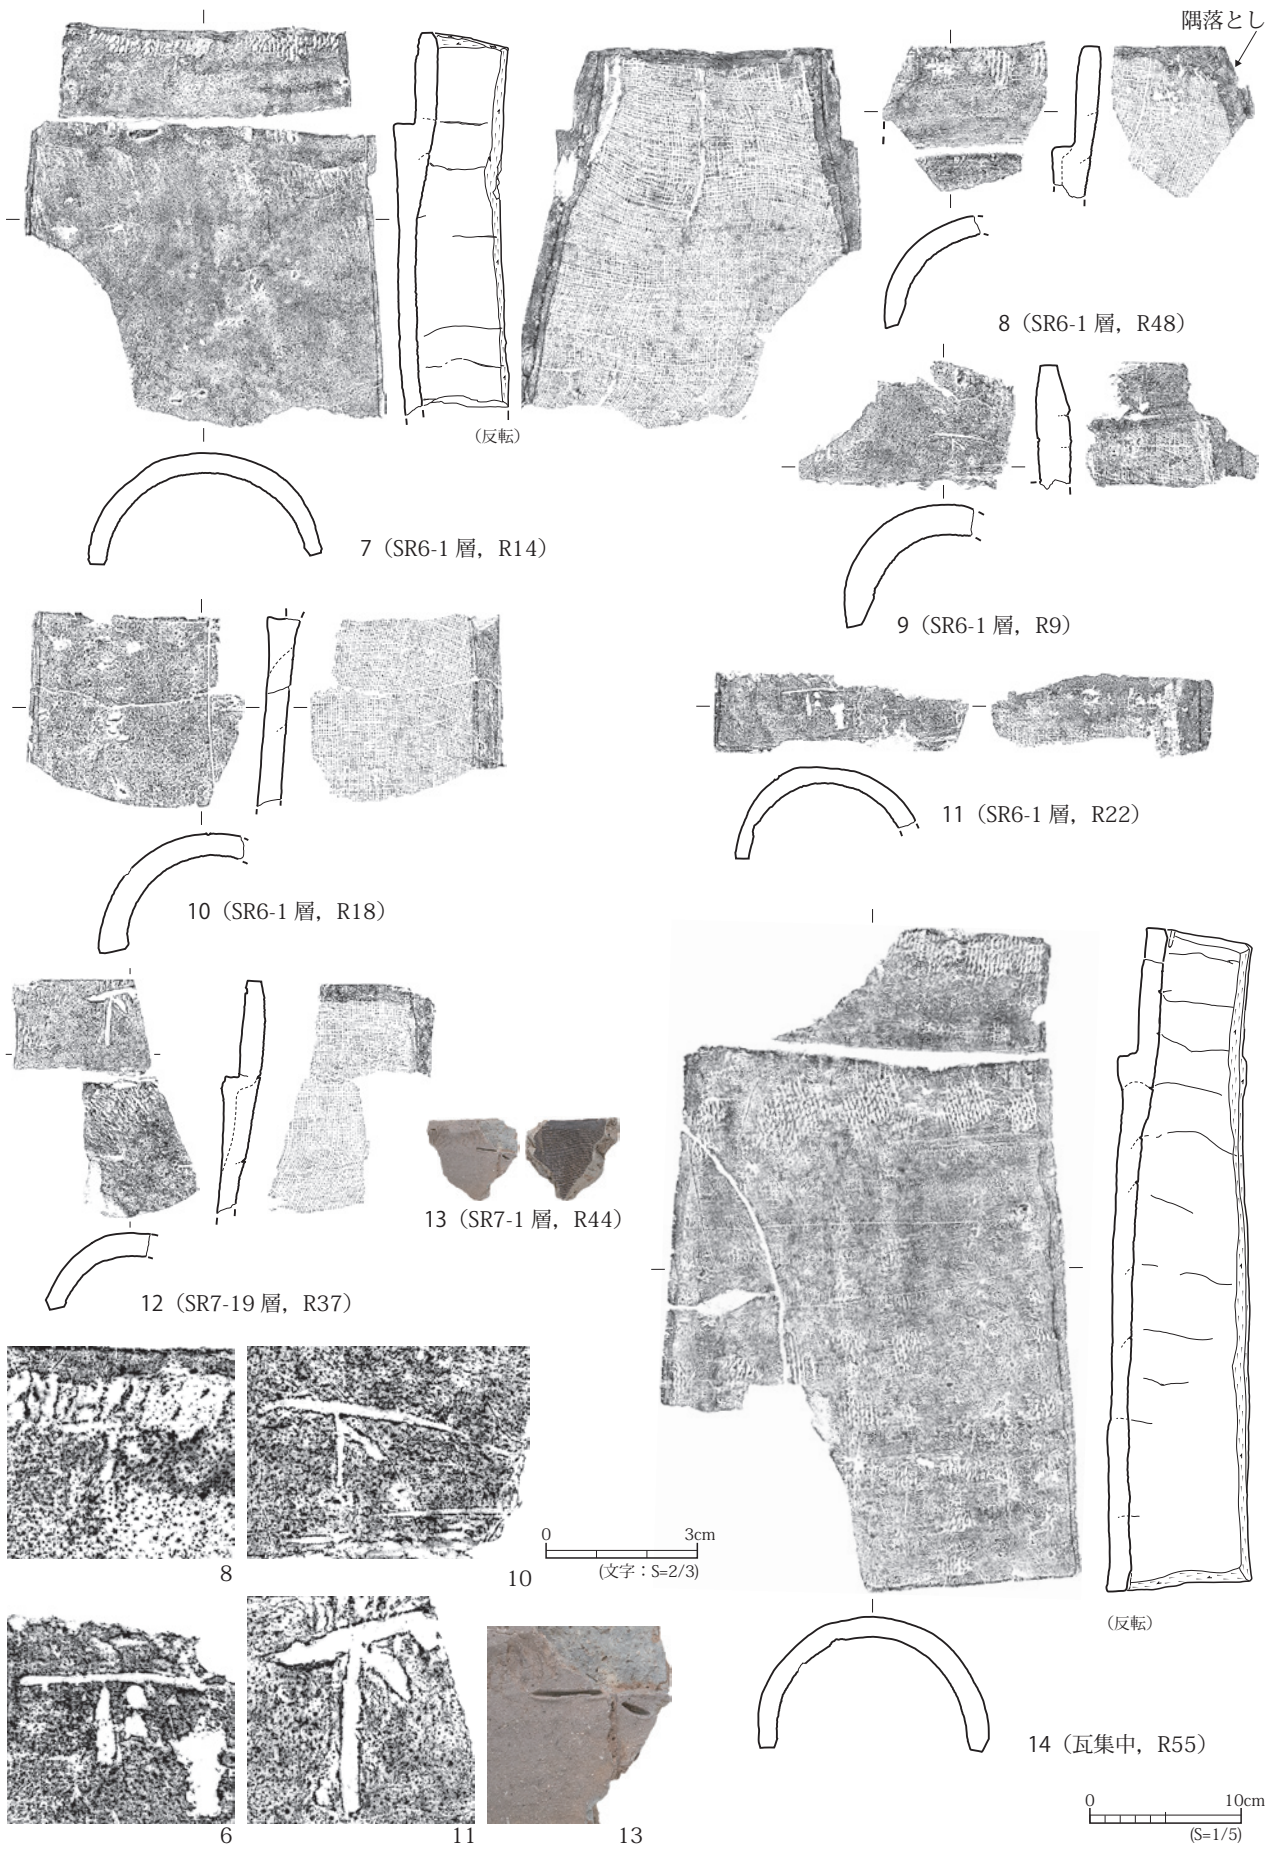 隅落とし
8（SR6-1 層，R48）
（反転）
7（SR6-1 層，R14）
9（SR6-1 層，R9）
11（SR6-1 層，R22）
10（SR6-1 層，R18）
13（SR7-1 層，R44）
12（SR7-19 層，R37）
8
10
0 3cm
(文字：S=2/3)
6
11
13
（反転）
14（瓦集中，R55）
0 10cm
(S=1/5)